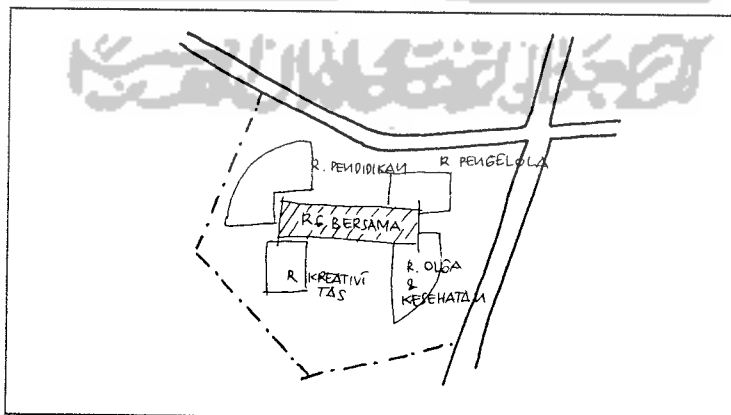 R. PENDIDIKAN
R PENGELOLA
R.G BERSAMA
R KREATIVI
TAS
R. OLGA
&
KESEHATAN